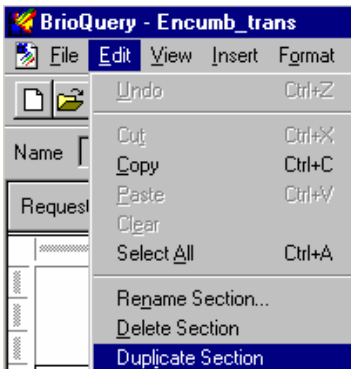 BrioQuery - Encumb_trans
File Edit View Insert Format
Undo Ctrl+Z
Cut Ctrl+X
Name Copy Ctrl+C
Paste Ctrl+V
Request Clear
Select All Ctrl+A
Rename Section...
Delete Section
Duplicate Section